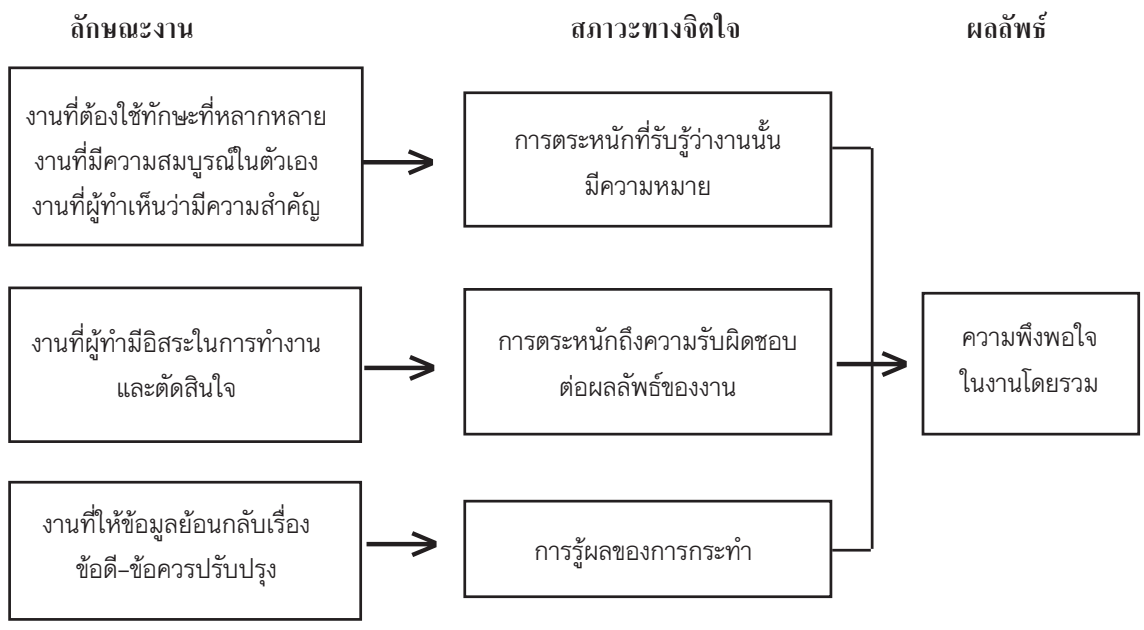 ลักษณะงาน
สภาวะทางจิตใจ
ผลลัพธ์
งานที่ต้องใช้ทักษะที่หลากหลาย
งานที่มีความสมบูรณ์ในตัวเอง
งานที่ผู้ทำเห็นว่ามีความสำคัญ
การตระหนักที่รับรู้ว่างานนั้น
มีความหมาย
งานที่ผู้ทำมีอิสระในการทำงาน
และตัดสินใจ
การตระหนักถึงความรับผิดชอบ
ต่อผลลัพธ์ของงาน
ความพึงพอใจ
ในงานโดยรวม
งานที่ให้ข้อมูลย้อนกลับเรื่อง
ข้อดี-ข้อควรปรับปรุง
การรู้ผลของการกระทำ